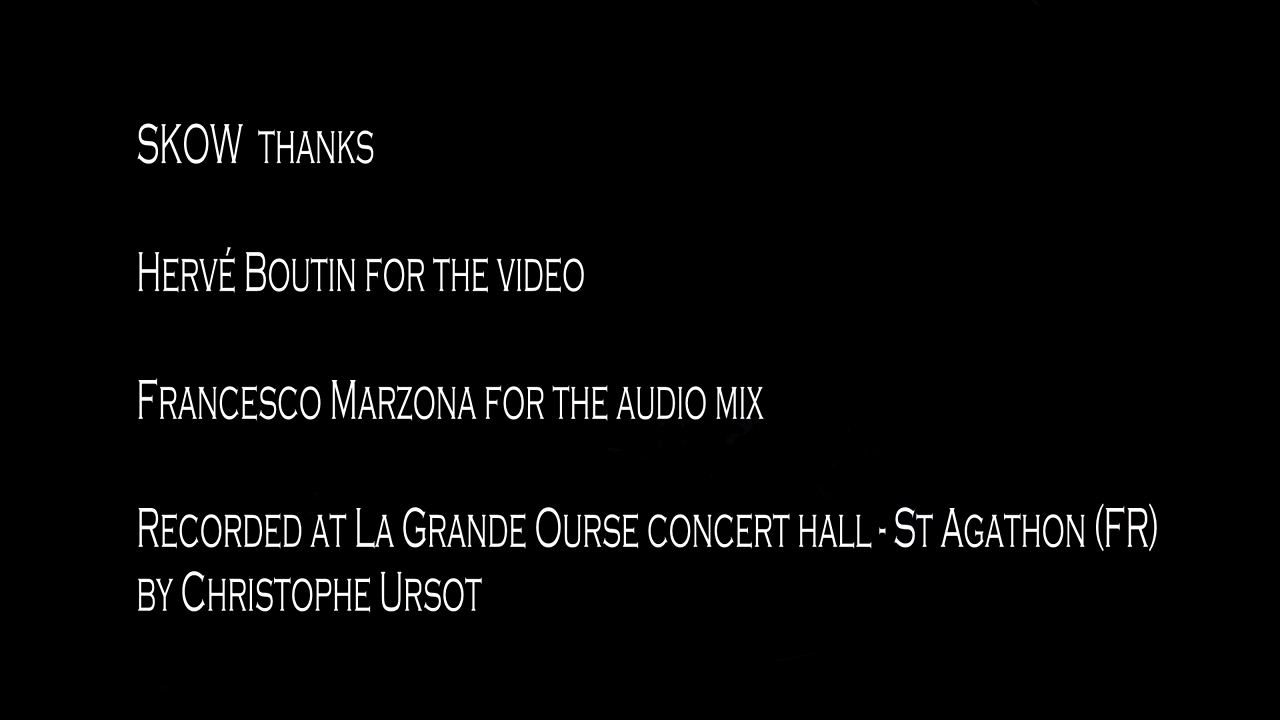 SKOW thanks
Hervé Boutin for the video
Francesco Marzona for the audio mix
Recorded at La Grande Ourse concert hall - St Agathon (FR)
by Christophe Ursot